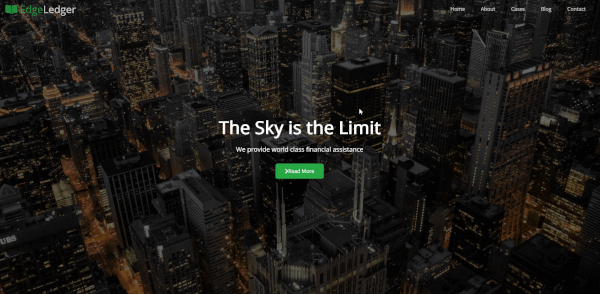 EdgeLedger
Home
About
Cases
Blog
Contact
The Sky is the Limit
We provide world class financial assistance
Read More
UBS